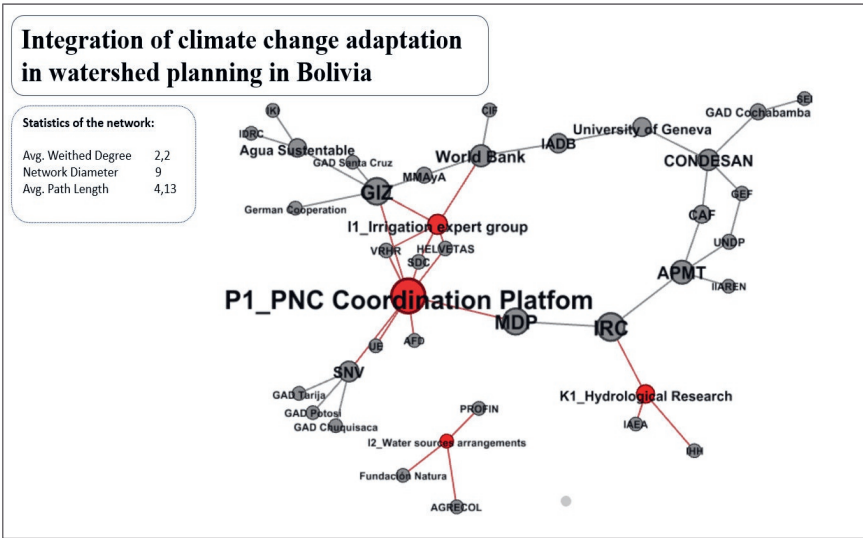 Integration of climate change adaptation
in watershed planning in Bolivia
Statistics of the network:
Avg. Weithed Degree 2,2
Network Diameter 9
Avg. Path Length 4,13
IKI
IDRC
Agua Sustentable
GAD Santa Cruz
MMAyA
GIZ
German Cooperation
CIF
World Bank
IADB
University of Geneva
SEI
GAD Cochabamba
CONDESAN
GEF
CAF
UNDP
APMT
IIAREN
I1_Irrigation expert group
VRHR
HELVETAS
SDC
P1_PNC Coordination Platfom
MDP
IRC
UE
AFD
SNV
GAD Tarija
GAD Potosí
GAD Chuquisaca
K1_Hydrological Research
IAEA
IHH
PROFIN
I2_Water sources arrangements
Fundación Natura
AGRECOL